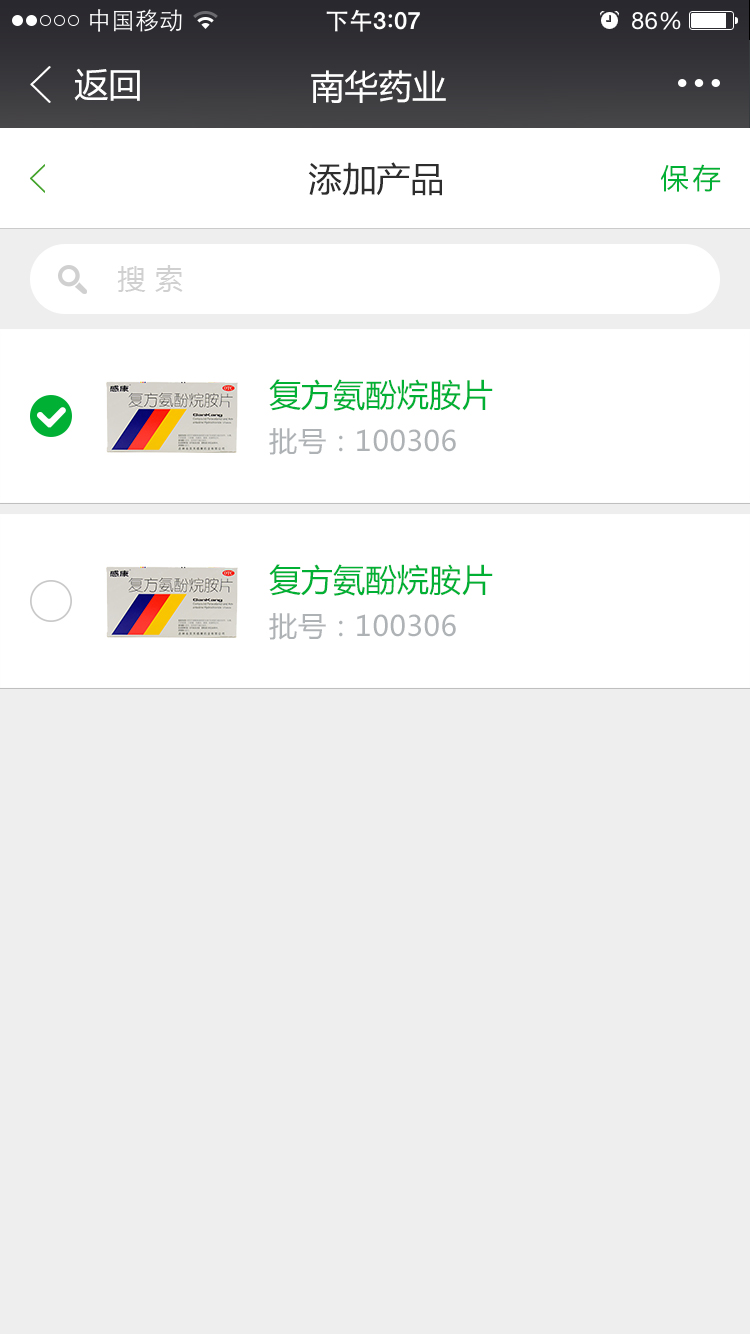 中国移动 下午3:07 86%
返回 南华药业
添加产品 保存
搜索
感康 OTC
复方氨酚烷胺片
GanKang
复方氨酚烷胺片
批号：100306
感康 OTC
复方氨酚烷胺片
GanKang
复方氨酚烷胺片
批号：100306